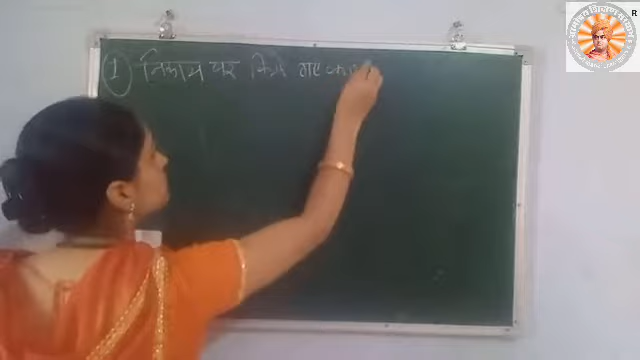 ① निकाय पर किये गए का
R